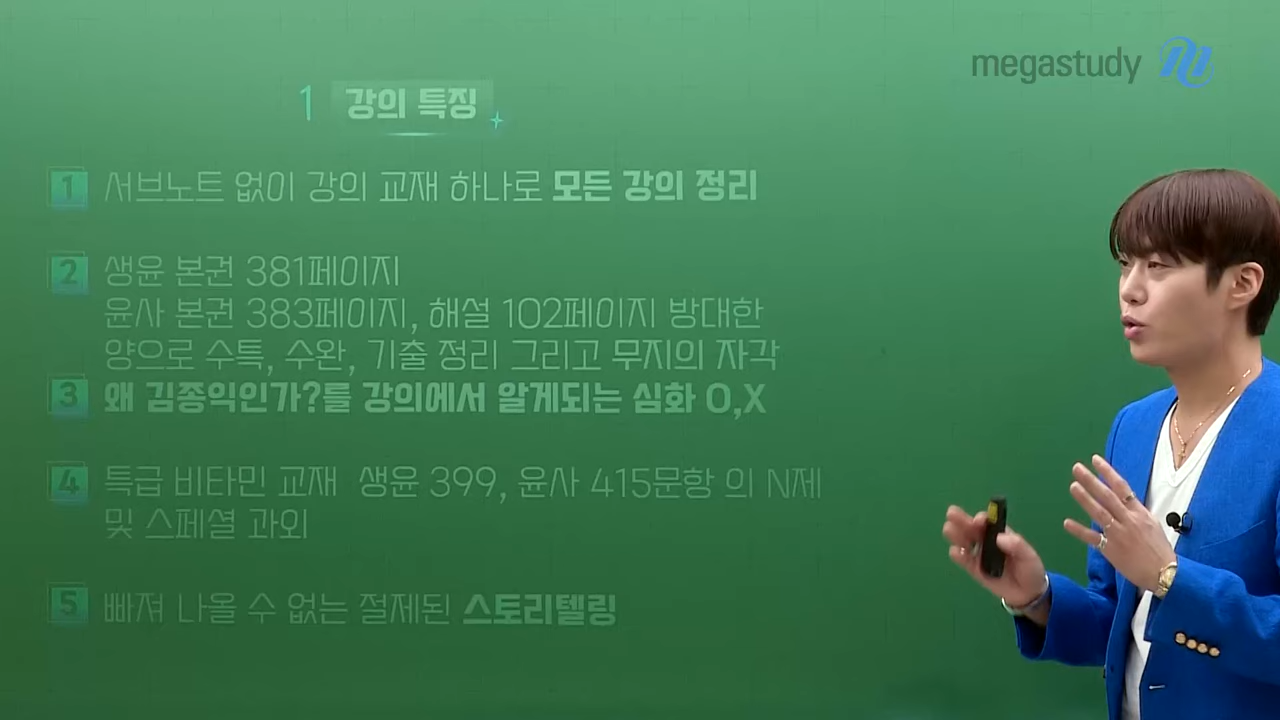 megastudy
1 강의 특징
1 서브노트 없이 강의 교재 하나로 모든 강의 정리
2 생윤 본권 381페이지
윤사 본권 383페이지, 해설 102페이지 방대한
양으로 수특, 수완, 기출 정리 그리고 무지의 자각
3 왜 김종익인가?를 강의에서 알게되는 심화 O,X
4 특급 비타민 교재 생윤 399, 윤사 415문항 의 N제
및 스페셜 과외
5 빠져 나올 수 없는 절제된 스토리텔링